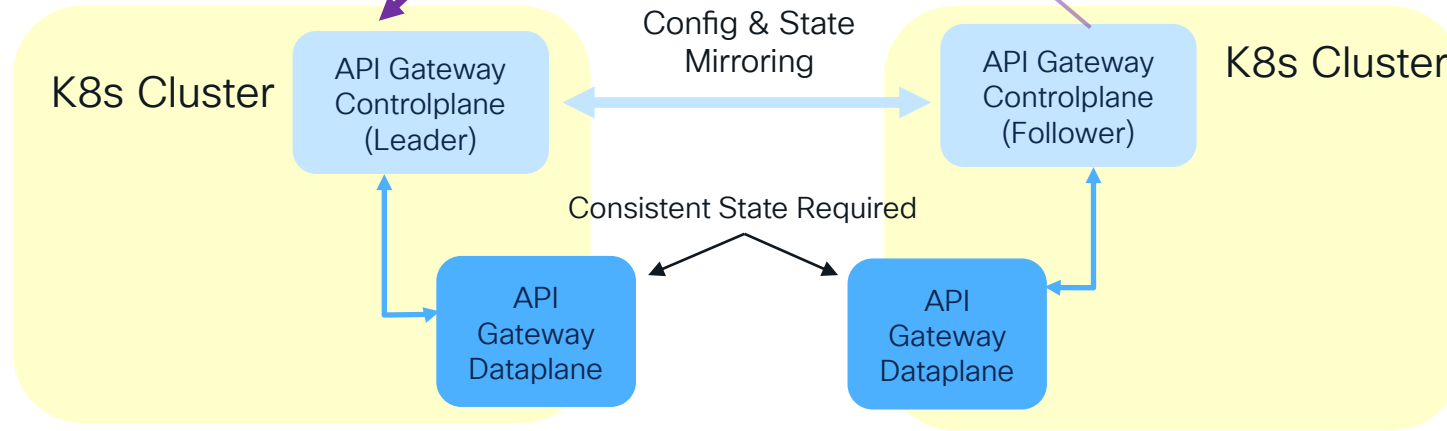 K8s Cluster
API Gateway
Controlplane
(Leader)
Config & State
Mirroring
API Gateway
Controlplane
(Follower)
K8s Cluster
Consistent State Required
API
Gateway
Dataplane
API
Gateway
Dataplane